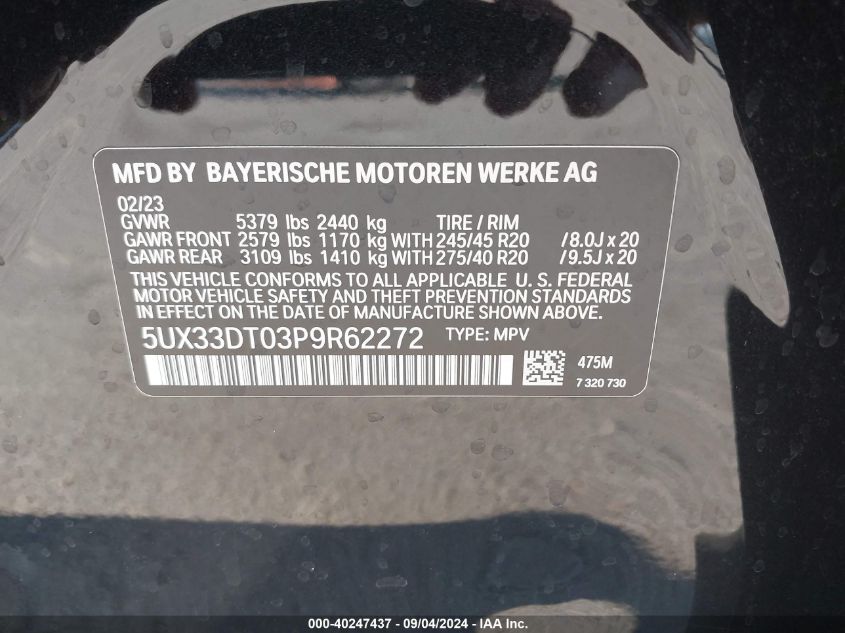 MFD BY BAYERISCHE MOTOREN WERKE AG
02/23
GVWR 5379 lbs 2440 kg TIRE / RIM
GAWR FRONT 2579 lbs 1170 kg WITH 245/45 R20 /8.0J x 20
GAWR REAR 3109 lbs 1410 kg WITH 275/40 R20 /9.5J x 20
THIS VEHICLE CONFORMS TO ALL APPLICABLE U. S. FEDERAL
MOTOR VEHICLE SAFETY AND THEFT PREVENTION STANDARDS
IN EFFECT ON THE DATE OF MANUFACTURE SHOWN ABOVE.
5UX33DT03P9R62272 TYPE: MPV
475M
7 320 730
000-40247437 - 09/04/2024 - IAA Inc.